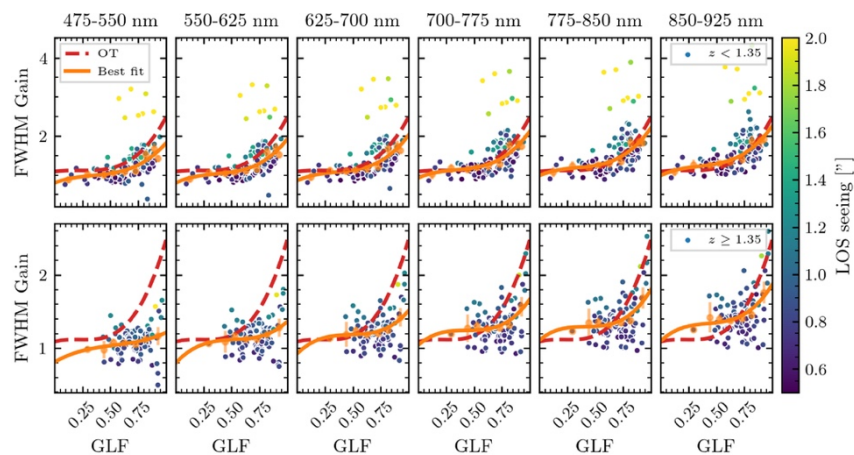 475-550 nm 550-625 nm 625-700 nm 700-775 nm 775-850 nm 850-925 nm
OT
Best fit
z < 1.35
FWHM Gain
4
2
z ≥ 1.35
FWHM Gain
2
1
0.25 0.50 0.75 0.25 0.50 0.75 0.25 0.50 0.75 0.25 0.50 0.75 0.25 0.50 0.75 0.25 0.50 0.75
GLF GLF GLF GLF GLF GLF
2.0
1.8
1.6
1.4
1.2
1.0
0.8
0.6
LOS seeing ["]